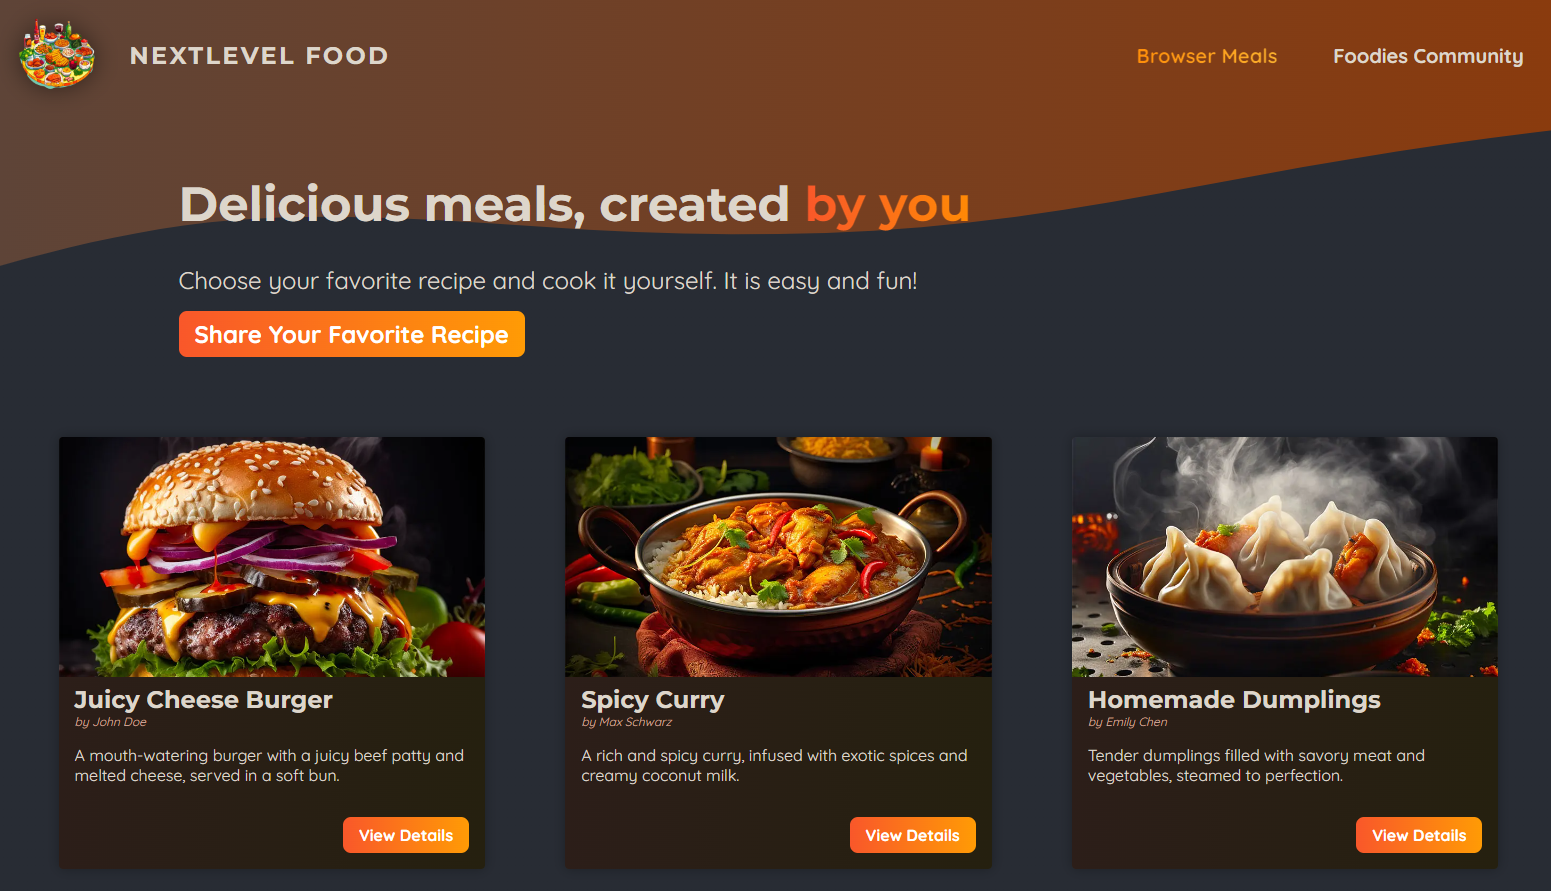 NEXTLEVEL FOOD
Browser Meals
Foodies Community
Delicious meals, created by you
Choose your favorite recipe and cook it yourself. It is easy and fun!
Share Your Favorite Recipe
Juicy Cheese Burger
by John Doe
A mouth-watering burger with a juicy beef patty and
melted cheese, served in a soft bun.
View Details
Spicy Curry
by Max Schwarz
A rich and spicy curry, infused with exotic spices and
creamy coconut milk.
View Details
Homemade Dumplings
by Emily Chen
Tender dumplings filled with savory meat and
vegetables, steamed to perfection.
View Details